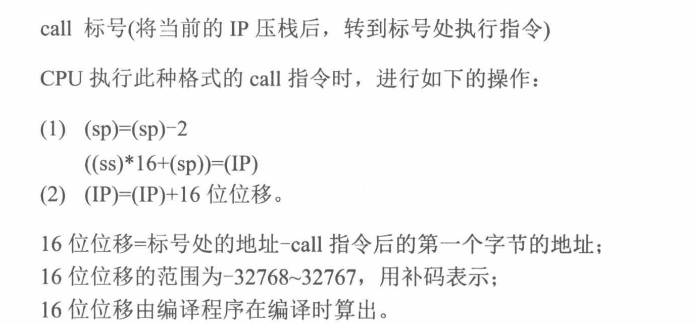 call 标号(将当前的 IP 压栈后，转到标号处执行指令)
CPU 执行此种格式的 call 指令时，进行如下的操作：
(1) (sp)=(sp)-2
((ss)*16+(sp))=(IP)
(2) (IP)=(IP)+16 位位移。
16 位位移=标号处的地址-call 指令后的第一个字节的地址；
16 位位移的范围为-32768~32767，用补码表示；
16 位位移由编译程序在编译时算出。